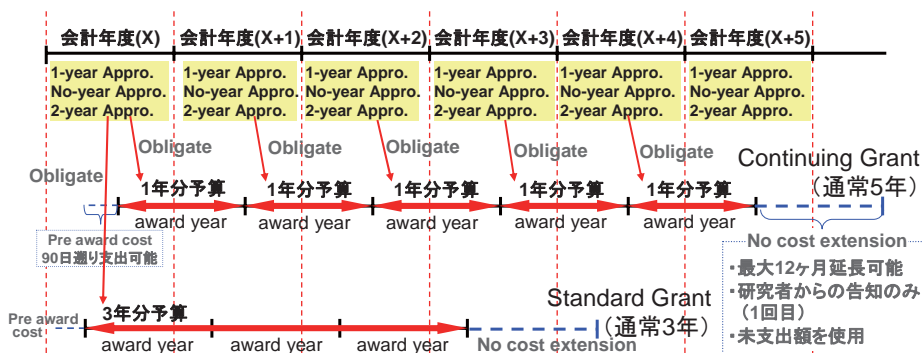 会計年度(X)
会計年度(X+1)
会計年度(X+2)
会計年度(X+3)
会計年度(X+4)
会計年度(X+5)
1-year Appro.
No-year Appro.
2-year Appro.
1-year Appro.
No-year Appro.
2-year Appro.
1-year Appro.
No-year Appro.
2-year Appro.
1-year Appro.
No-year Appro.
2-year Appro.
1-year Appro.
No-year Appro.
2-year Appro.
1-year Appro.
No-year Appro.
2-year Appro.
Obligate
Obligate
Obligate
Obligate
Obligate
Obligate
Continuing Grant
(通常5年)
1年分予算
1年分予算
1年分予算
1年分予算
1年分予算
award year
award year
award year
award year
award year
Pre award cost
90日遡り支出可能
No cost extension
・最大12ヶ月延長可能
・研究者からの告知のみ
(1回目)
・未支出額を使用
Pre award
cost
3年分予算
Standard Grant
(通常3年)
award year
award year
award year
No cost extension